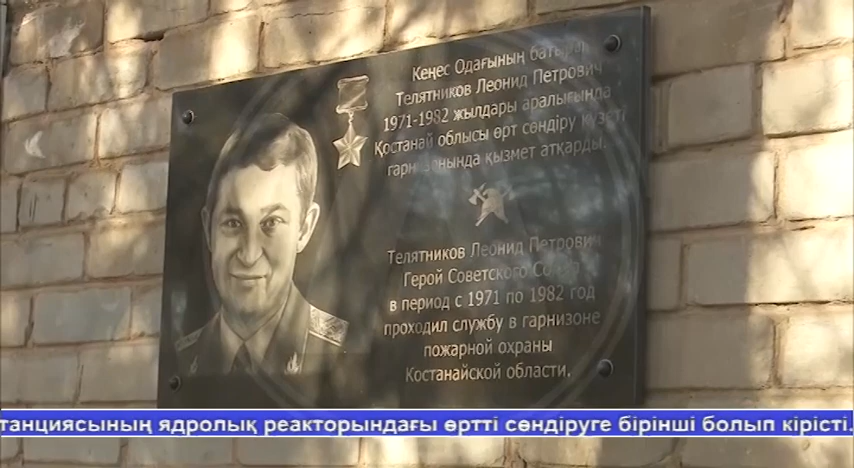 Кеңес Одағының батыры
Телятников Леонид Петрович
1971-1982 жылдары аралығында
Қостанай облысы өрт сөндіру күзеті
гарнизонында қызмет атқарды.
Телятников Леонид Петрович
Герой Советского Союза
в период с 1971 по 1982 год
проходил службу в гарнизоне
пожарной охраны
Костанайской области.
танциясының ядролық реакторындағы өртті сөндіруге бірінші болып кірісті.